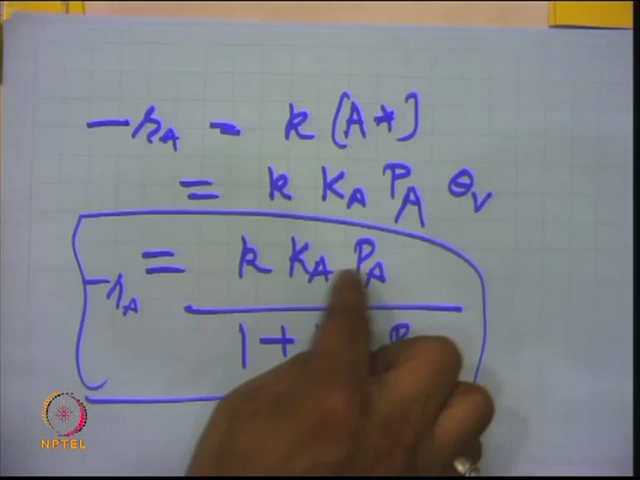 -rA = k [A*]
= k KA PA θv
-rA = k KA PA
1 + P
NPTEL